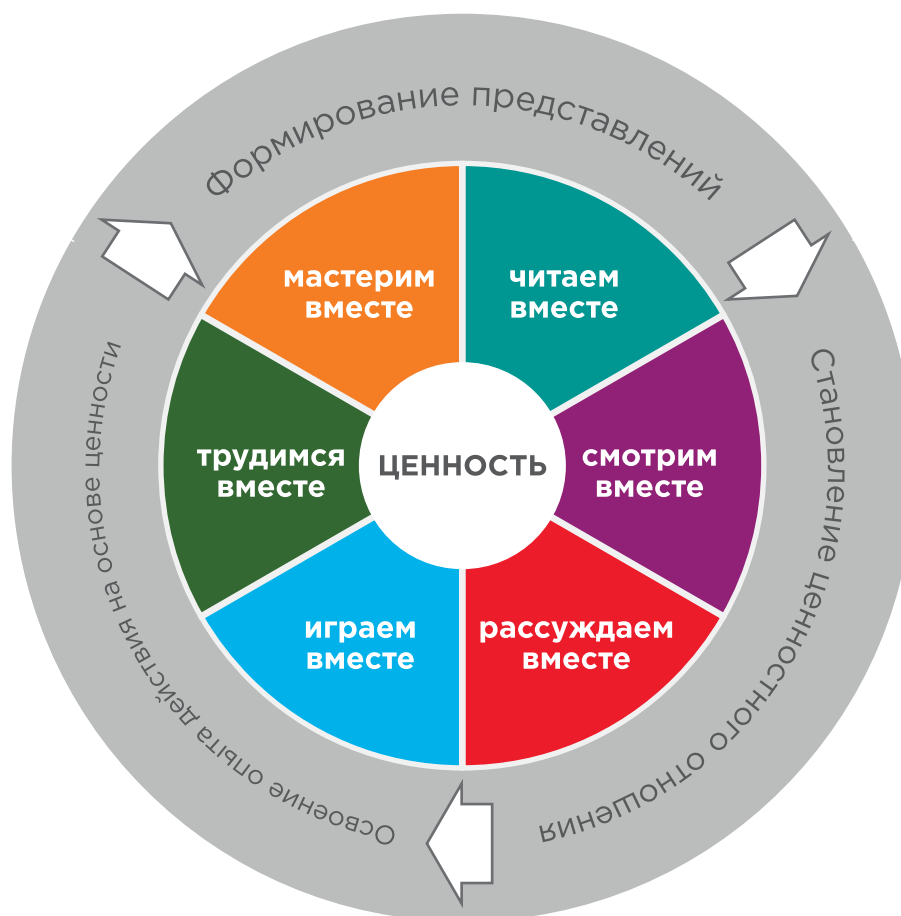 Формирование представлений
Становление ценностного отношения
Освоение опыта действия на основе ценности
мастерим
вместе
читаем
вместе
трудимся
вместе
ЦЕННОСТЬ
смотрим
вместе
играем
вместе
рассуждаем
вместе